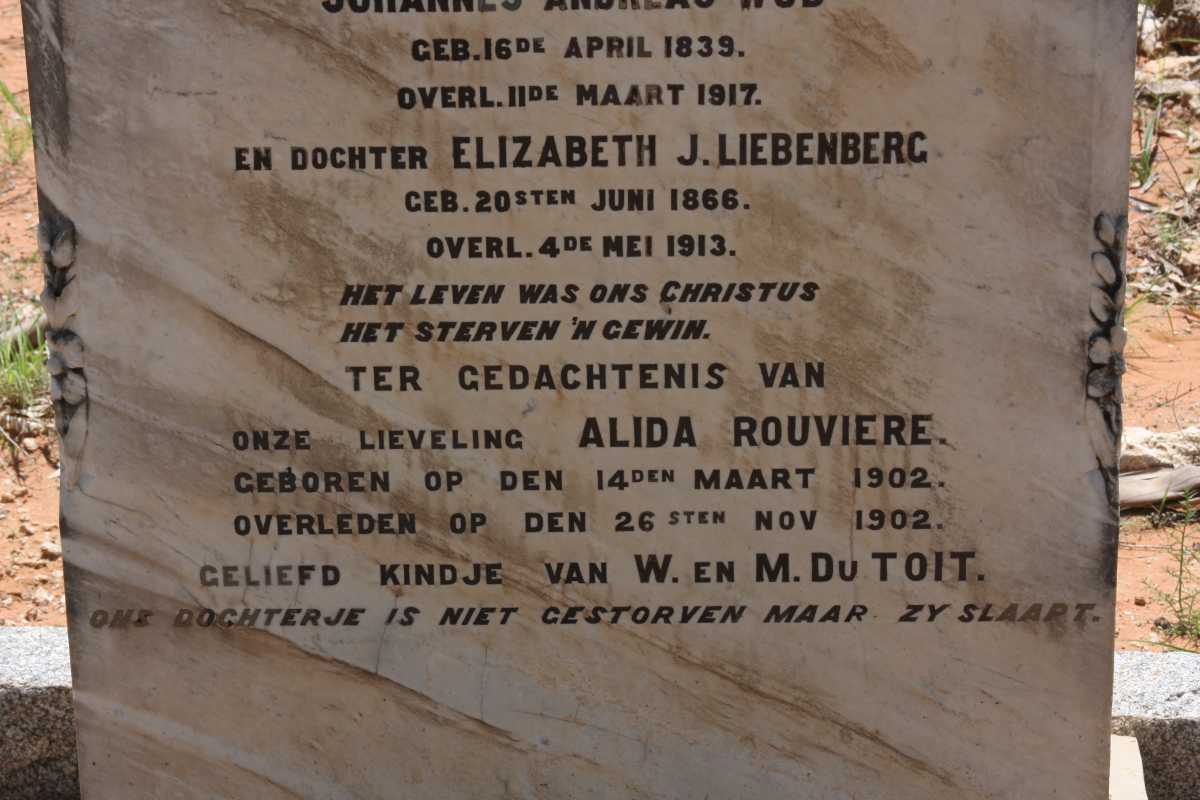 JOHANNES ANDREAS
GEB. 16DE APRIL 1839.
OVERL. 11DE MAART 1917.
EN DOCHTER ELIZABETH J. LIEBENBERG
GEB. 20STEN JUNI 1866.
OVERL. 4DE MEI 1913.
HET LEVEN WAS ONS CHRISTUS
HET STERVEN 'N GEWIN.
TER GEDACHTENIS VAN
ONZE LIEVELING ALIDA ROUVIERE.
GEBOREN OP DEN 14DEN MAART 1902.
OVERLEDEN OP DEN 26STEN NOV 1902.
GELIEFD KINDJE VAN W. EN M. DU TOIT.
ONS DOCHTERJE IS NIET GESTORVEN MAAR ZY SLAAPT.